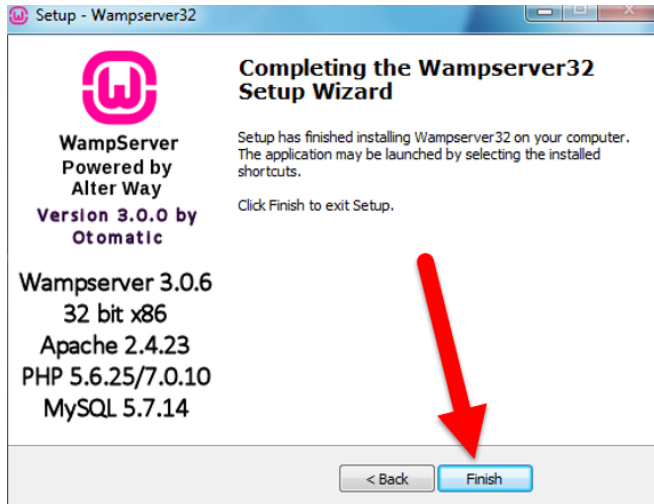 Setup - Wampserver32
Completing the Wampserver32
Setup Wizard
WampServer
Powered by
Alter Way
Version 3.0.0 by
Otomatic
Setup has finished installing Wampserver32 on your computer.
The application may be launched by selecting the installed
shortcuts.
Click Finish to exit Setup.
Wampserver 3.0.6
32 bit x86
Apache 2.4.23
PHP 5.6.25/7.0.10
MySQL 5.7.14
< Back
Finish